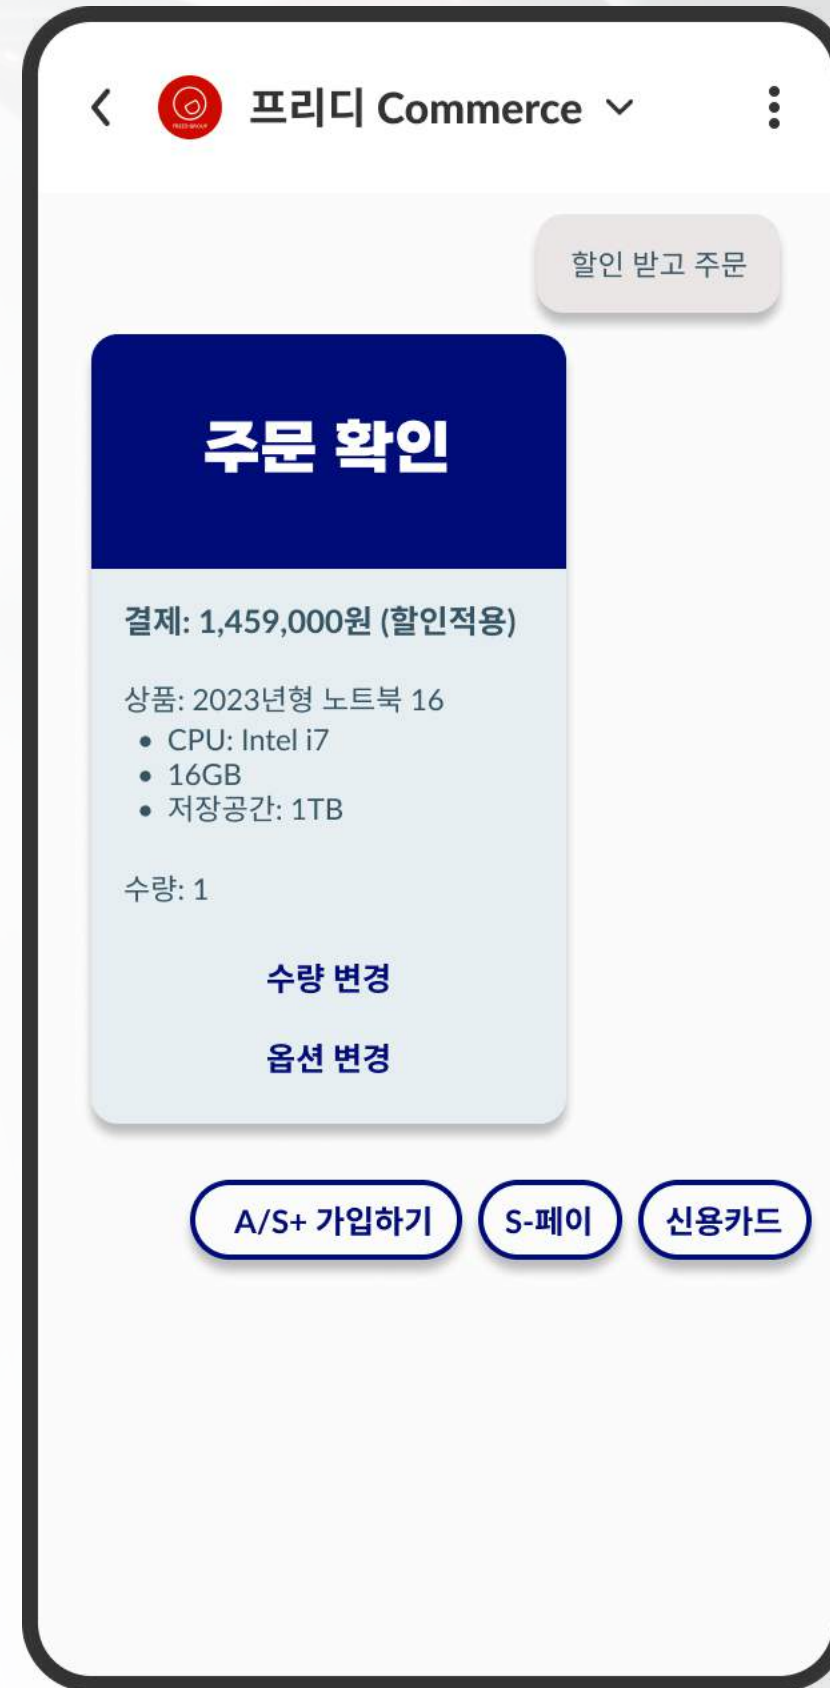 프리디 Commerce
할인 받고 주문
주문 확인
결제: 1,459,000원 (할인적용)
상품: 2023년형 노트북 16
• CPU: Intel i7
• 16GB
• 저장공간: 1TB
수량: 1
수량 변경
옵션 변경
A/S+ 가입하기 S-페이 신용카드